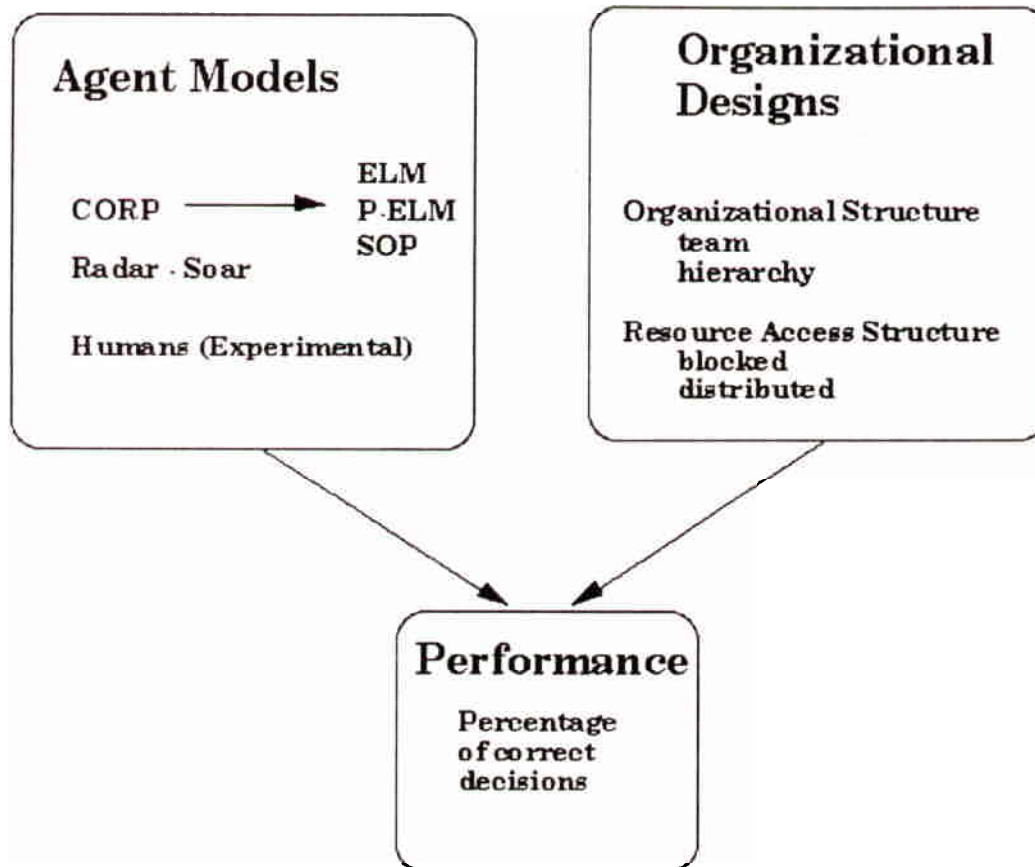 Agent Models
CORP
ELM
P-ELM
SOP
Radar - Soar
Humans (Experimental)
Organizational
Designs
Organizational Structure
team
hierarchy
Resource Access Structure
blocked
distributed
Performance
Percentage
of correct
decisions